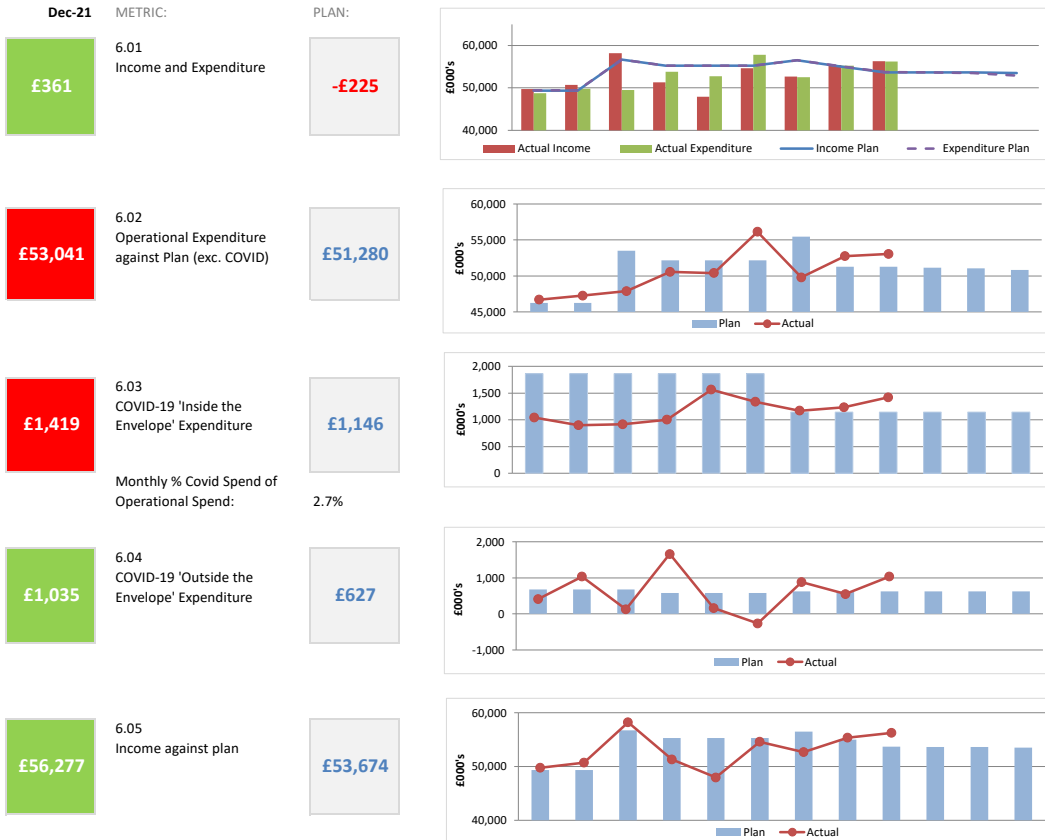 Dec-21 METRIC: PLAN:
£361
6.01
Income and Expenditure
-£225
£000's
60,000
50,000
40,000
Actual Income Actual Expenditure Income Plan Expenditure Plan
£53,041
6.02
Operational Expenditure
against Plan (exc. COVID)
£51,280
£000's
60,000
55,000
50,000
45,000
Plan Actual
£1,419
6.03
COVID-19 'Inside the
Envelope' Expenditure
£1,146
Monthly % Covid Spend of
Operational Spend: 2.7%
£000's
2,000
1,500
1,000
500
0
£1,035
6.04
COVID-19 'Outside the
Envelope' Expenditure
£627
£000's
2,000
1,000
0
-1,000
Plan Actual
£56,277
6.05
Income against plan
£53,674
£000's
60,000
50,000
40,000
Plan Actual